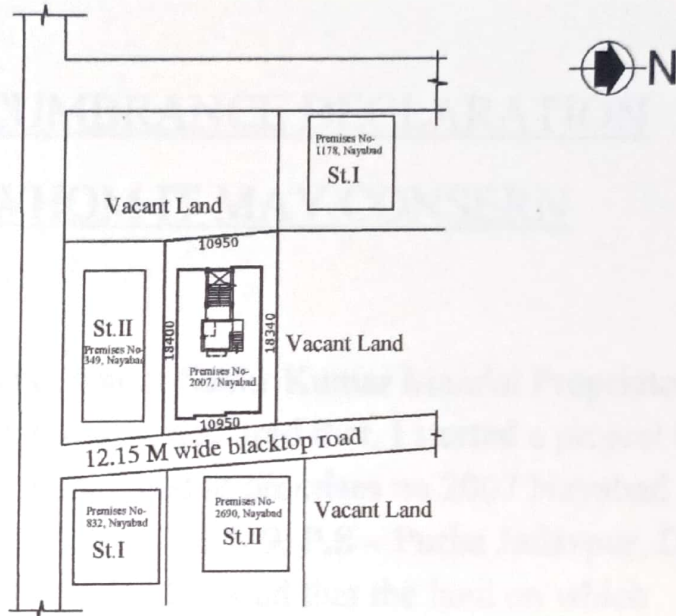 N
Premises No-
1178, Nayabad
St.I
Vacant Land
10950
St.II
Premises No-
349, Nayabad
18400
18340
Premises No-
2007, Nayabad
Vacant Land
10950
12.15 M wide blacktop road
Premises No-
832, Nayabad
St.I
Premises No-
2690, Nayabad
St.II
Vacant Land